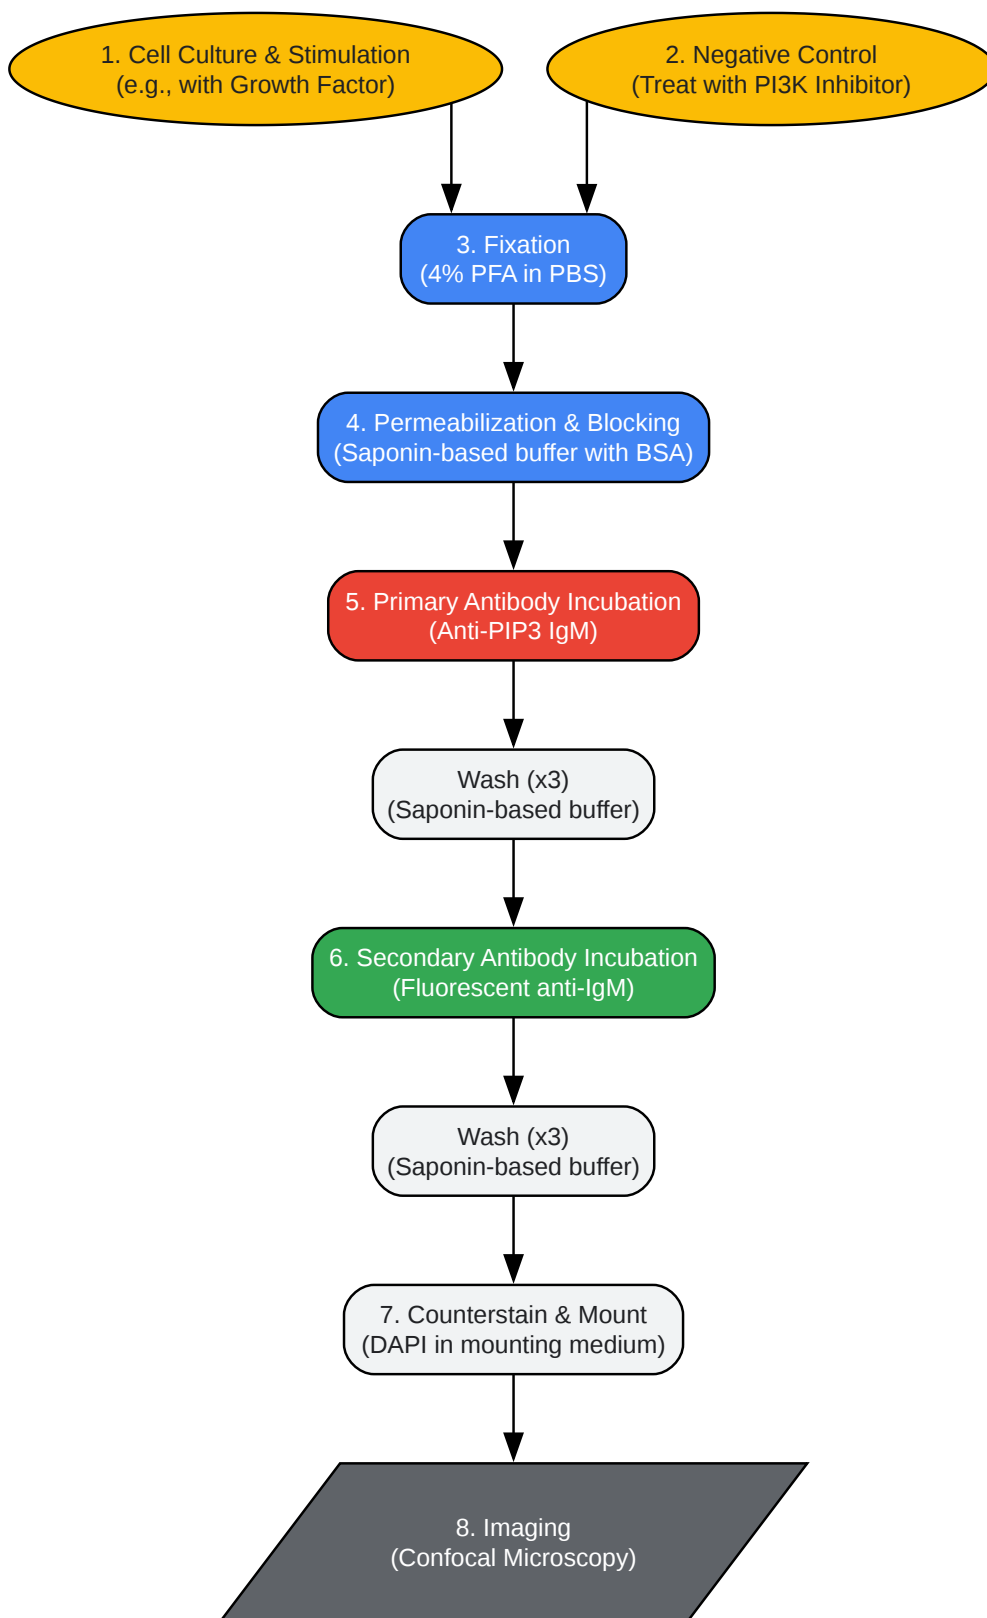 1. Cell Culture & Stimulation
(e.g., with Growth Factor)
2. Negative Control
(Treat with PI3K Inhibitor)
3. Fixation
(4% PFA in PBS)
4. Permeabilization & Blocking
(Saponin-based buffer with BSA)
5. Primary Antibody Incubation
(Anti-PIP3 IgM)
Wash (x3)
(Saponin-based buffer)
6. Secondary Antibody Incubation
(Fluorescent anti-IgM)
Wash (x3)
(Saponin-based buffer)
7. Counterstain & Mount
(DAPI in mounting medium)
8. Imaging
(Confocal Microscopy)